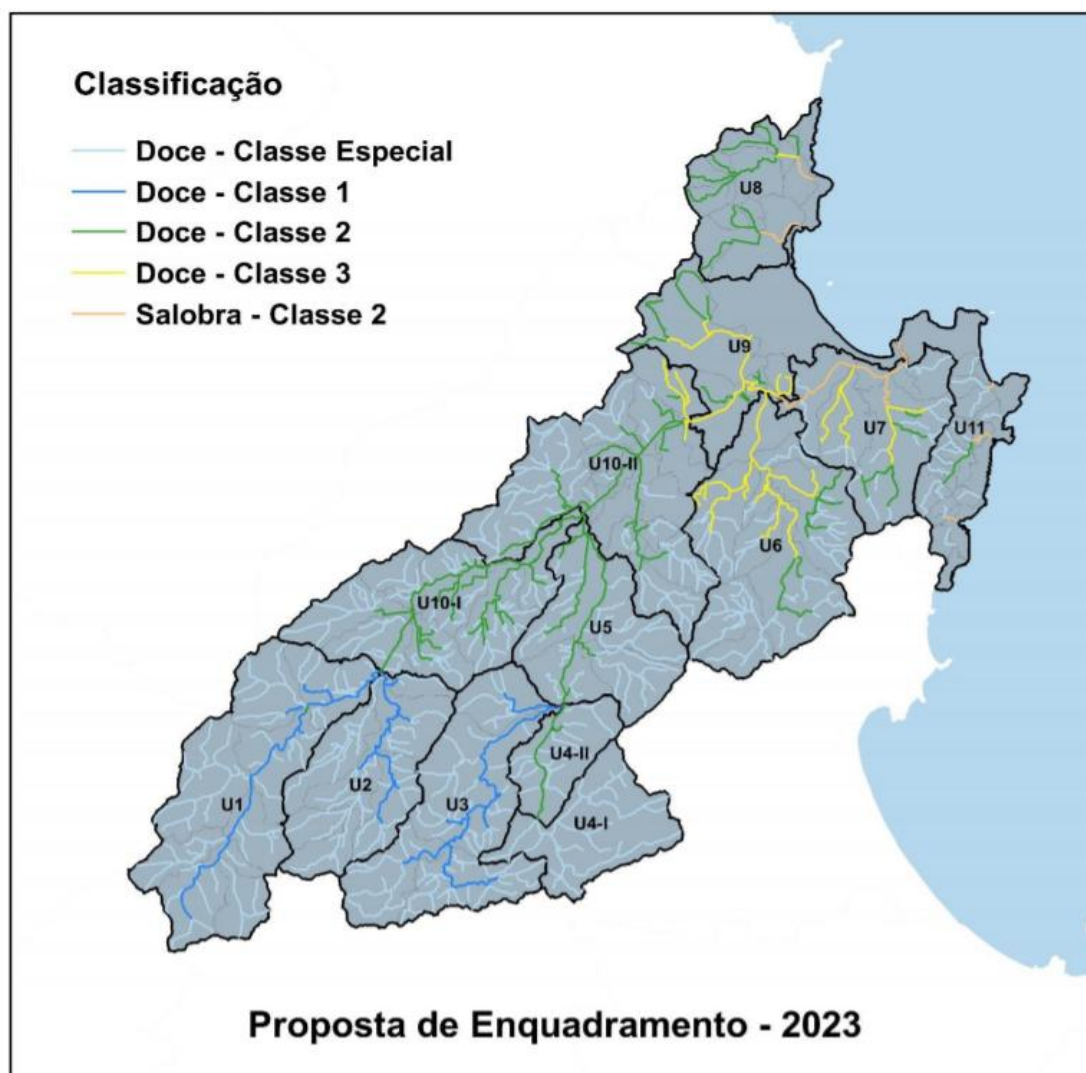 Classificação
Doce - Classe Especial
Doce - Classe 1
Doce - Classe 2
Doce - Classe 3
Salobra - Classe 2
U8
U9
U7
U11
U10-II
U6
U10-I
U5
U4-II
U2
U3
U1
U4-I
Proposta de Enquadramento - 2023